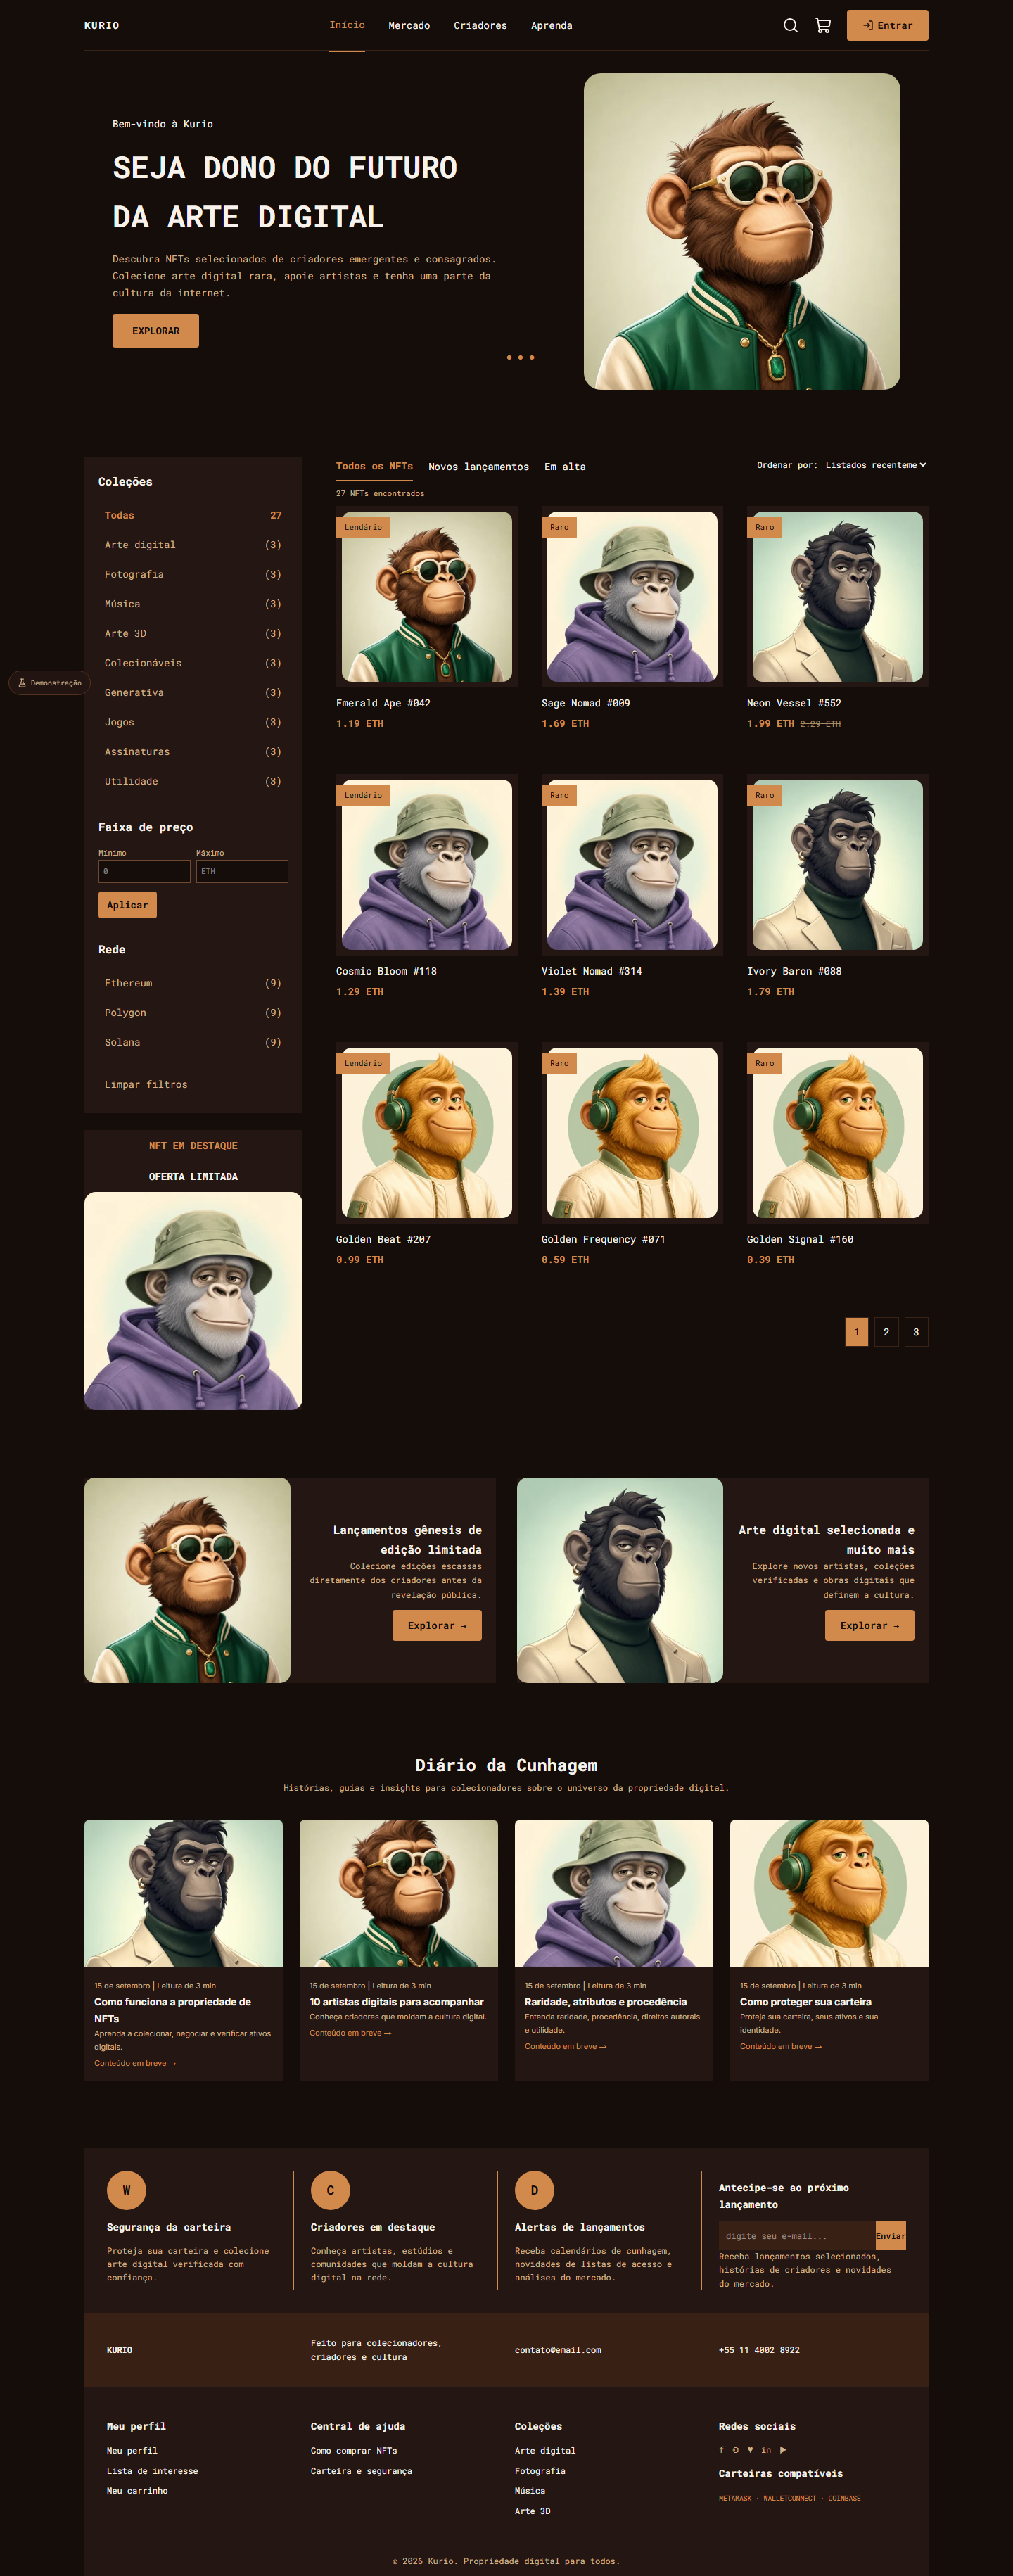 KURIO
Início
Mercado
Criadores
Aprenda
Entrar
Bem-vindo à Kurio
SEJA DONO DO FUTURO
DA ARTE DIGITAL
Descubra NFTs selecionados de criadores emergentes e consagrados.
Colecione arte digital rara, apoie artistas e tenha uma parte da
cultura da internet.
EXPLORAR
Coleções
Todas 27
Arte digital (3)
Fotografia (3)
Música (3)
Arte 3D (3)
Colecionáveis (3)
Generativa (3)
Jogos (3)
Assinaturas (3)
Utilidade (3)
Demonstração
Faixa de preço
Mínimo
Máximo
0
ETH
Aplicar
Rede
Ethereum (9)
Polygon (9)
Solana (9)
Limpar filtros
NFT EM DESTAQUE
OFERTA LIMITADA
Todos os NFTs
Novos lançamentos
Em alta
Ordenar por: Listados recenteme
27 NFTs encontrados
Lendário
Emerald Ape #042
1.19 ETH
Raro
Sage Nomad #009
1.69 ETH
Raro
Neon Vessel #552
1.99 ETH 2.29 ETH
Lendário
Cosmic Bloom #118
1.29 ETH
Raro
Violet Nomad #314
1.39 ETH
Raro
Ivory Baron #088
1.79 ETH
Lendário
Golden Beat #207
0.99 ETH
Raro
Golden Frequency #071
0.59 ETH
Raro
Golden Signal #160
0.39 ETH
1
2
3
Lançamentos gênesis de
edição limitada
Colecione edições escassas
diretamente dos criadores antes da
revelação pública.
Explorar →
Arte digital selecionada e
muito mais
Explore novos artistas, coleções
verificadas e obras digitais que
definem a cultura.
Explorar →
Diário da Cunhagem
Histórias, guias e insights para colecionadores sobre o universo da propriedade digital.
15 de setembro | Leitura de 3 min
Como funciona a propriedade de
NFTs
Aprenda a colecionar, negociar e verificar ativos
digitais.
Conteúdo em breve →
15 de setembro | Leitura de 3 min
10 artistas digitais para acompanhar
Conheça criadores que moldam a cultura digital.
Conteúdo em breve →
15 de setembro | Leitura de 3 min
Raridade, atributos e procedência
Entenda raridade, procedência, direitos autorais
e utilidade.
Conteúdo em breve →
15 de setembro | Leitura de 3 min
Como proteger sua carteira
Proteja sua carteira, seus ativos e sua
identidade.
Conteúdo em breve →
W
Segurança da carteira
Proteja sua carteira e colecione
arte digital verificada com
confiança.
C
Criadores em destaque
Conheça artistas, estúdios e
comunidades que moldam a cultura
digital na rede.
D
Alertas de lançamentos
Receba calendários de cunhagem,
novidades de listas de acesso e
análises do mercado.
Antecipe-se ao próximo
lançamento
digite seu e-mail...
Enviar
Receba lançamentos selecionados,
histórias de criadores e novidades
do mercado.
KURIO
Feito para colecionadores,
criadores e cultura
contato@email.com
+55 11 4002 8922
Meu perfil
Meu perfil
Lista de interesse
Meu carrinho
Central de ajuda
Como comprar NFTs
Carteira e segurança
Coleções
Arte digital
Fotografia
Música
Arte 3D
Redes sociais
f ◎ ♥ in ▶
Carteiras compatíveis
METAMASK · WALLETCONNECT · COINBASE
© 2026 Kurio. Propriedade digital para todos.